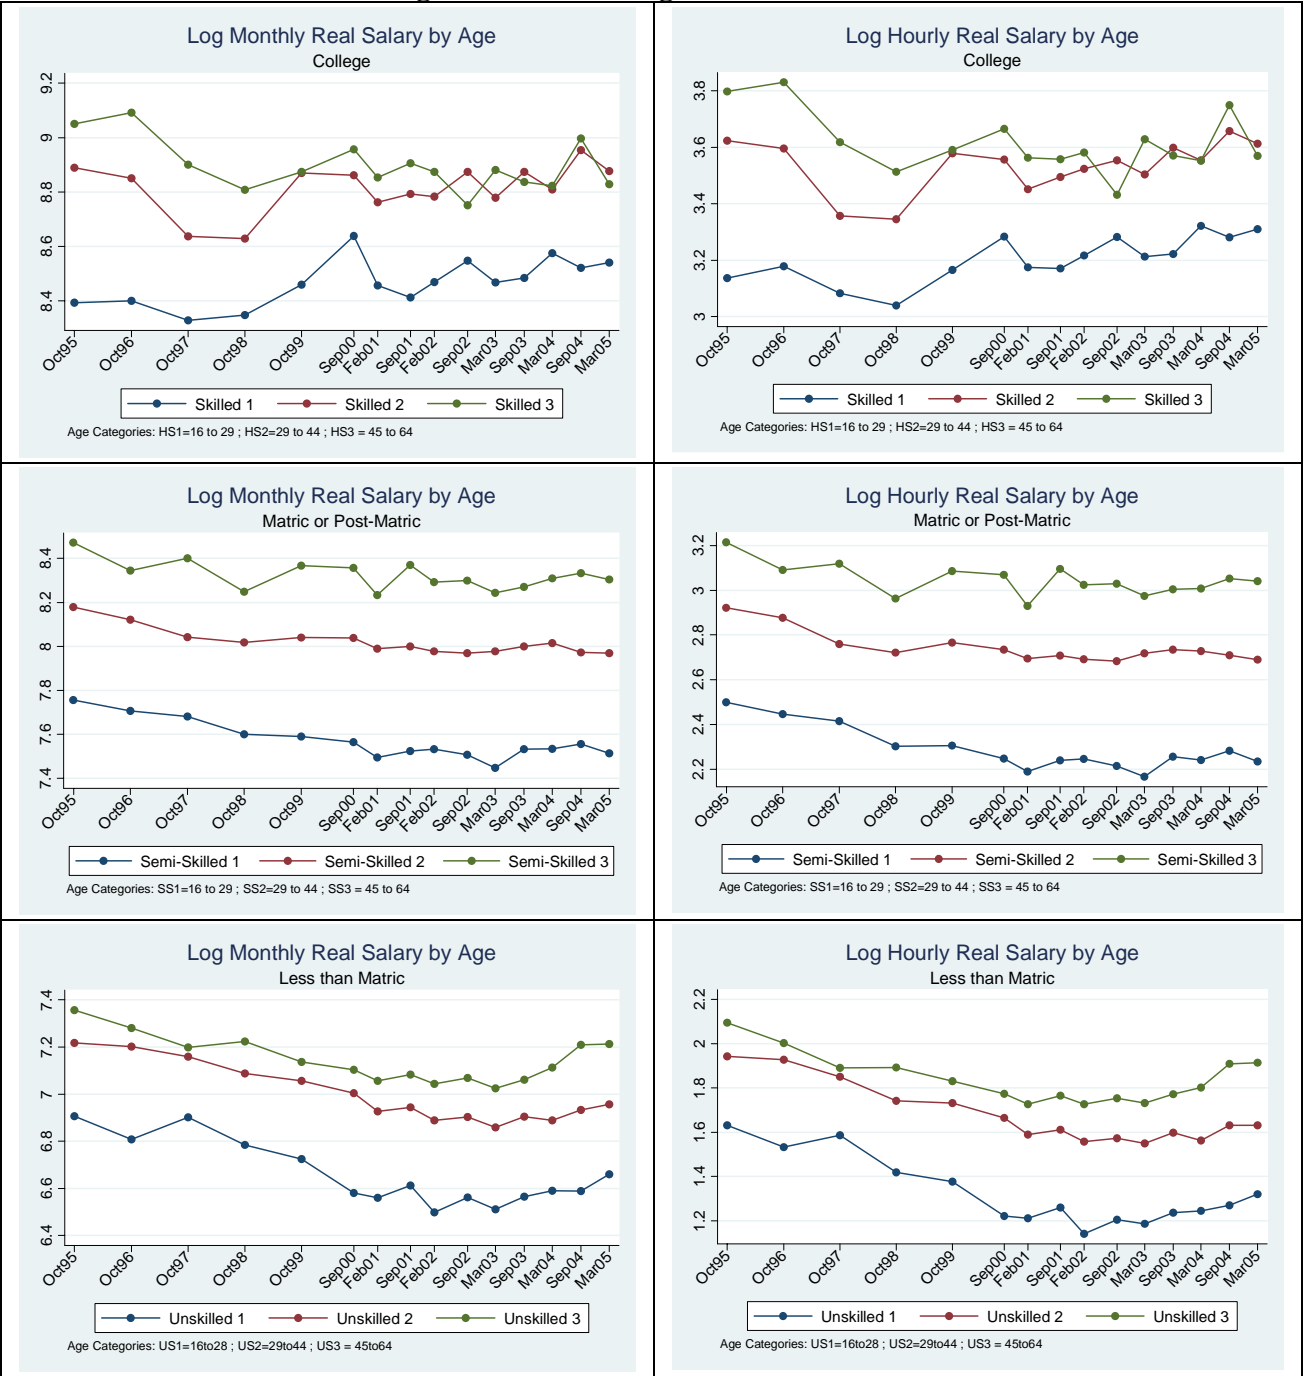 Log Monthly Real Salary by Age
College
9.2
9
8.8
8.6
8.4
Oct95 Oct96 Oct97 Oct98 Oct99 Sep00 Feb01 Sep01 Feb02 Sep02 Mar03 Sep03 Mar04 Sep04 Mar05
Skilled 1 Skilled 2 Skilled 3
Age Categories: HS1=16 to 29 ; HS2=29 to 44 ; HS3 = 45 to 64
Log Hourly Real Salary by Age
College
3.8
3.6
3.4
3.2
3
Oct95 Oct96 Oct97 Oct98 Oct99 Sep00 Feb01 Sep01 Feb02 Sep02 Mar03 Sep03 Mar04 Sep04 Mar05
Skilled 1 Skilled 2 Skilled 3
Age Categories: HS1=16 to 29 ; HS2=29 to 44 ; HS3 = 45 to 64
Log Monthly Real Salary by Age
Matric or Post-Matric
8.4
8.2
8
7.8
7.6
7.4
Oct95 Oct96 Oct97 Oct98 Oct99 Sep00 Feb01 Sep01 Feb02 Sep02 Mar03 Sep03 Mar04 Sep04 Mar05
Semi-Skilled 1 Semi-Skilled 2 Semi-Skilled 3
Age Categories: SS1=16 to 29 ; SS2=29 to 44 ; SS3 = 45 to 64
Log Hourly Real Salary by Age
Matric or Post-Matric
3.2
3
2.8
2.6
2.4
2.2
Oct95 Oct96 Oct97 Oct98 Oct99 Sep00 Feb01 Sep01 Feb02 Sep02 Mar03 Sep03 Mar04 Sep04 Mar05
Semi-Skilled 1 Semi-Skilled 2 Semi-Skilled 3
Age Categories: SS1=16 to 29 ; SS2=29 to 44 ; SS3 = 45 to 64
Log Monthly Real Salary by Age
Less than Matric
7.4
7.2
7
6.8
6.6
6.4
Oct95 Oct96 Oct97 Oct98 Oct99 Sep00 Feb01 Sep01 Feb02 Sep02 Mar03 Sep03 Mar04 Sep04 Mar05
Unskilled 1 Unskilled 2 Unskilled 3
Age Categories: US1=16to28 ; US2=29to44 ; US3 = 45to64
Log Hourly Real Salary by Age
Less than Matric
2.2
2
1.8
1.6
1.4
1.2
Oct95 Oct96 Oct97 Oct98 Oct99 Sep00 Feb01 Sep01 Feb02 Sep02 Mar03 Sep03 Mar04 Sep04 Mar05
Unskilled 1 Unskilled 2 Unskilled 3
Age Categories: US1=16to28 ; US2=29to44 ; US3 = 45to64